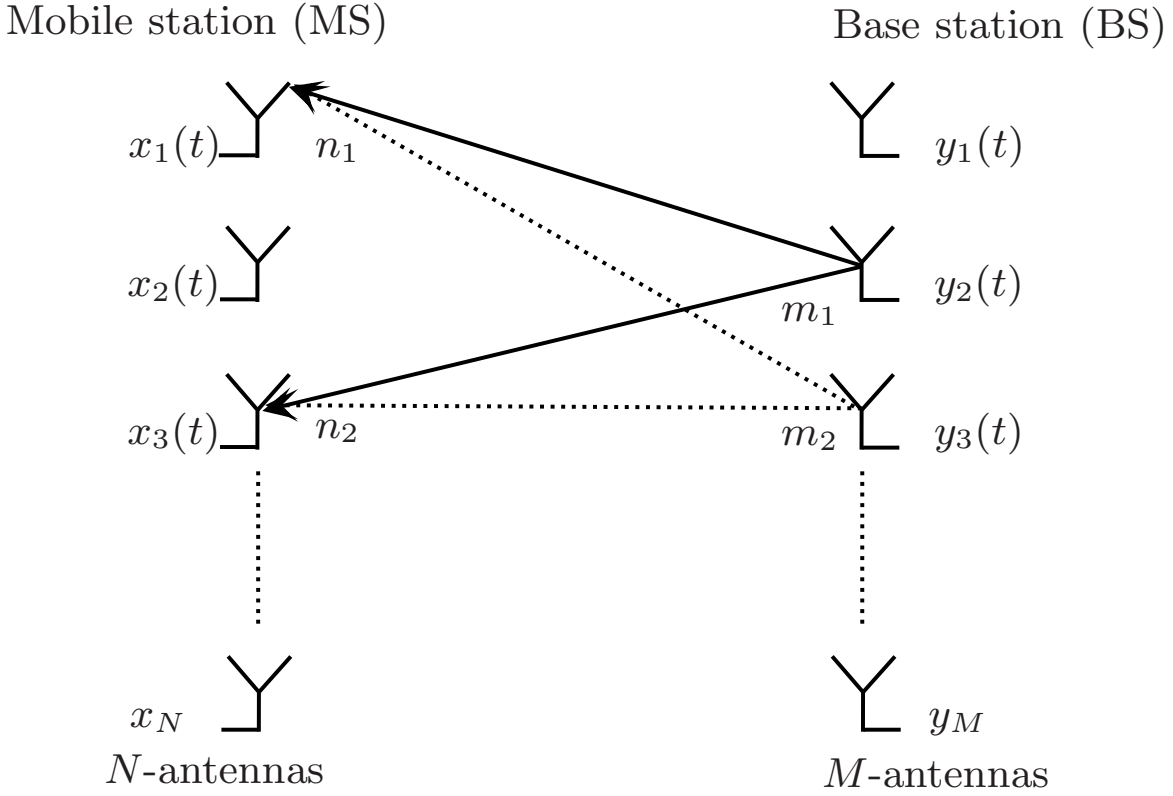 Mobile station (MS)
Base station (BS)
x₁(t)
n₁
y₁(t)
x₂(t)
m₁
y₂(t)
x₃(t)
n₂
m₂
y₃(t)
x_N
y_M
N-antennas
M-antennas